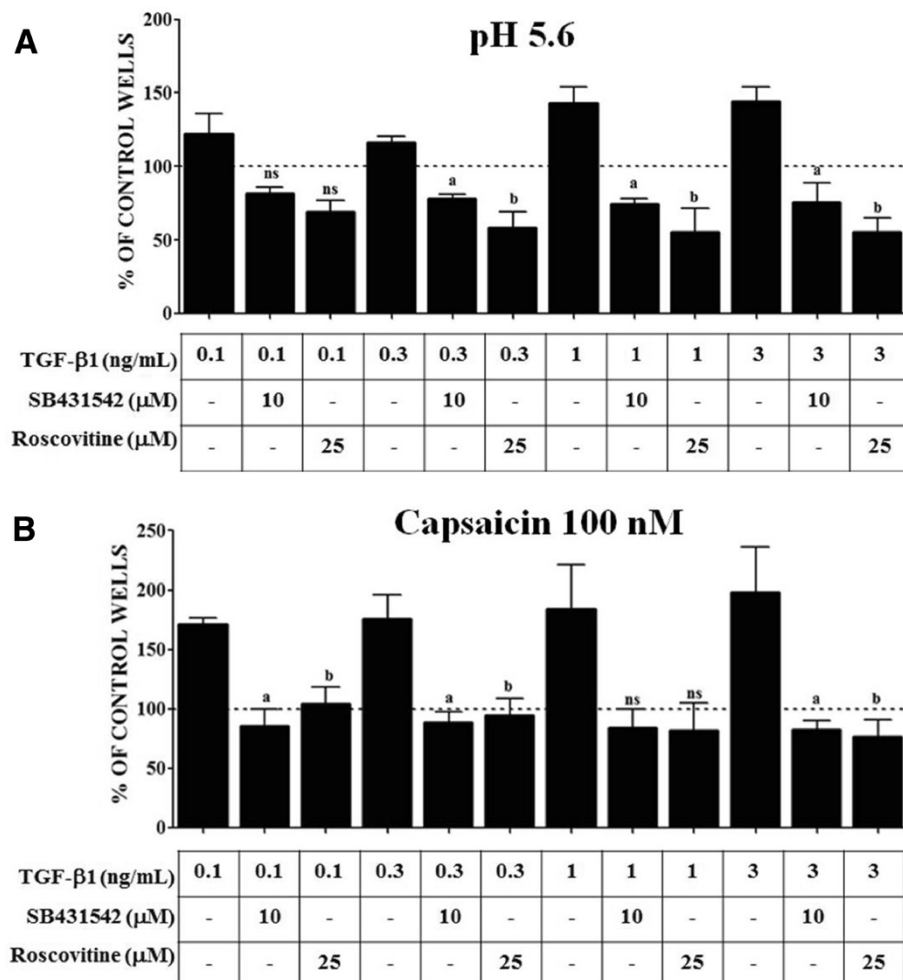 A
pH 5.6
% OF CONTROL WELLS
200
150
100
50
0
ns
ns
a
b
a
b
a
b
TGF-β1 (ng/mL) 0.1 0.1 0.1 0.3 0.3 0.3 1 1 1 3 3 3
SB431542 (μM) - 10 - - 10 - - 10 - - 10 -
Roscovitine (μM) - - 25 - - 25 - - 25 - - 25
B
Capsaicin 100 nM
% OF CONTROL WELLS
250
200
150
100
50
0
a
b
a
b
ns
ns
a
b
TGF-β1 (ng/mL) 0.1 0.1 0.1 0.3 0.3 0.3 1 1 1 3 3 3
SB431542 (μM) - 10 - - 10 - - 10 - - 10 -
Roscovitine (μM) - - 25 - - 25 - - 25 - - 25